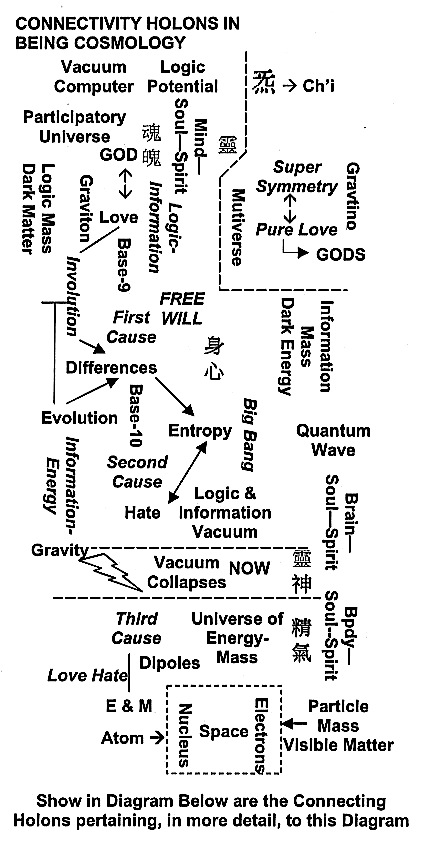 CONNECTIVITY HOLONS IN
BEING COSMOLOGY
Vacuum
Computer
Logic
Potential
炁 → Ch'i
Participatory
Universe
魂
魄
Soul—Spirit
Mind—
靈
GOD
Logic Mass
Dark Matter
Graviton
Love
Logic-
Information
Mutiverse
Super
Symmetry
Gravtino
Pure Love
GODS
Involution
Base-9
FREE
WILL
First
Cause
身
心
Information
Mass
Dark Energy
Differences
Evolution
Base-10
Entropy
Big Bang
Quantum
Wave
Information-
Energy
Second
Cause
Hate
Logic &
Information
Vacuum
Brain—
Soul—Spirit
Gravity
Vacuum
Collapses
NOW
靈
神
Third
Cause
Universe of
Energy-
Mass
精
氣
Bpdy—
Soul--Spirit
Love Hate
Dipoles
E & M
Atom →
Nucleus
Space
Electrons
Particle
Mass
Visible Matter
Show in Diagram Below are the Connecting
Holons pertaining, in more detail, to this Diagram